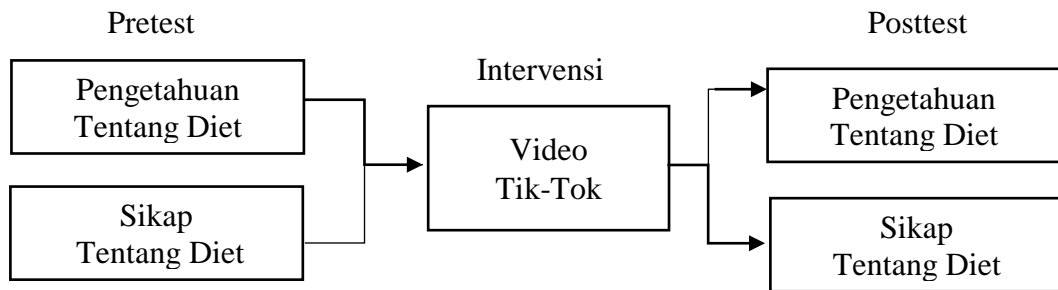 Pretest
Pengetahuan
Tentang Diet
Sikap
Tentang Diet
Intervensi
Video
Tik-Tok
Posttest
Pengetahuan
Tentang Diet
Sikap
Tentang Diet